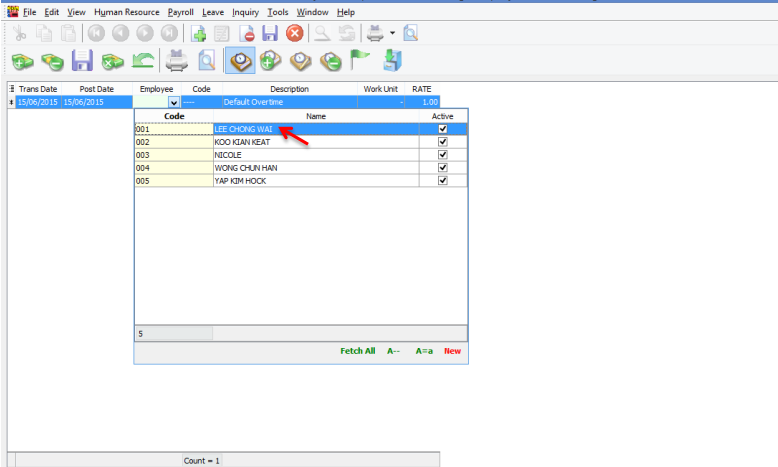 File Edit View Human Resource Payroll Leave Inquiry Tools Window Help
Trans Date Post Date Employee Code Description Work Unit RATE
15/06/2015 15/06/2015 ---- Default Overtime -- 1.00
Code Name Active
001 LEE CHONG WAI
002 KOO KIAN KEAT
003 NICOLE
004 WONG CHUN HAN
005 YAP KIM HOCK
5
Fetch All A-- A=a New
Count = 1